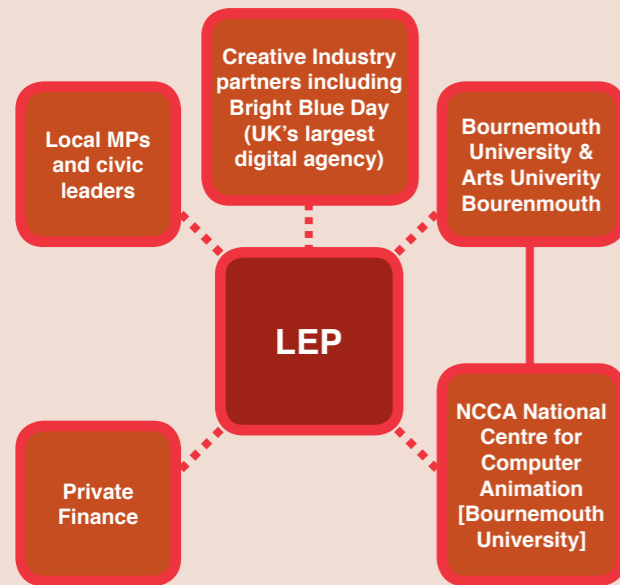 Creative Industry
partners including
Bright Blue Day
(UK's largest
digital agency)
Local MPs
and civic
leaders
Bournemouth
University &
Arts Univerity
Bourenmouth
LEP
Private
Finance
NCCA National
Centre for
Computer
Animation
[Bournemouth
University]